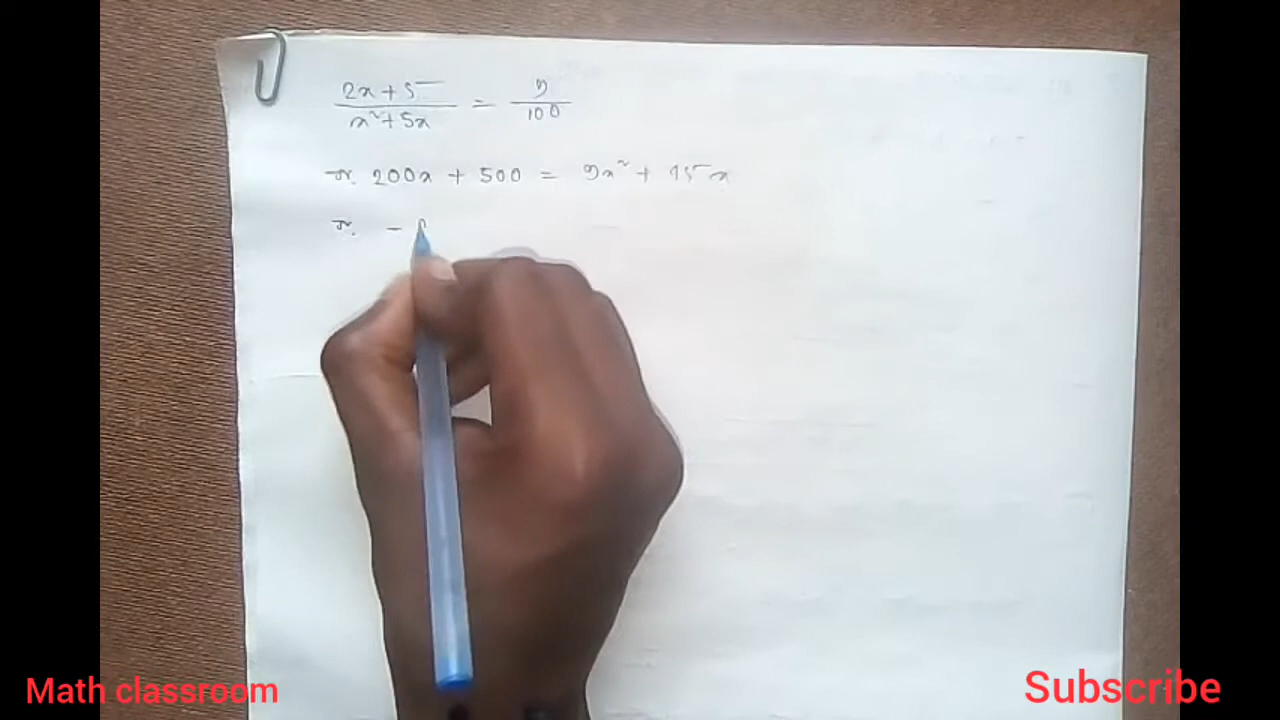 2x+5/x²+5x = 9/100
or. 200x + 500 = 9x² + 45x
or. -
Math classroom Subscribe